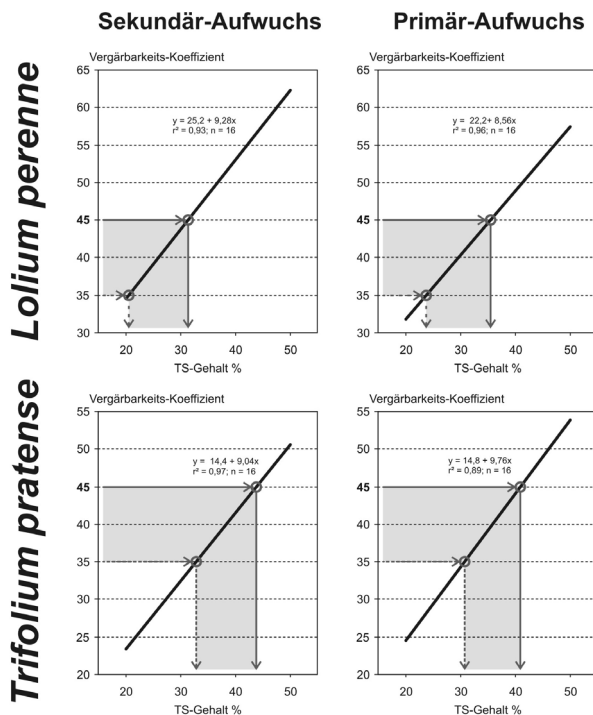 Sekundär-Aufwuchs
Primär-Aufwuchs
Lolium perenne
Vergärbarkeits-Koeffizient
65
60
55
50
45
40
35
30
y = 25,2 + 9,28x
r² = 0,93; n = 16
20 30 40 50
TS-Gehalt %
Vergärbarkeits-Koeffizient
65
60
55
50
45
40
35
30
y = 22,2+ 8,56x
r² = 0,96; n = 16
20 30 40 50
TS-Gehalt %
Trifolium pratense
Vergärbarkeits-Koeffizient
55
50
45
40
35
30
25
20
y = 14,4 + 9,04x
r² = 0,97; n = 16
20 30 40 50
TS-Gehalt %
Vergärbarkeits-Koeffizient
55
50
45
40
35
30
25
20
y = 14,8 + 9,76x
r² = 0,89; n = 16
20 30 40 50
TS-Gehalt %